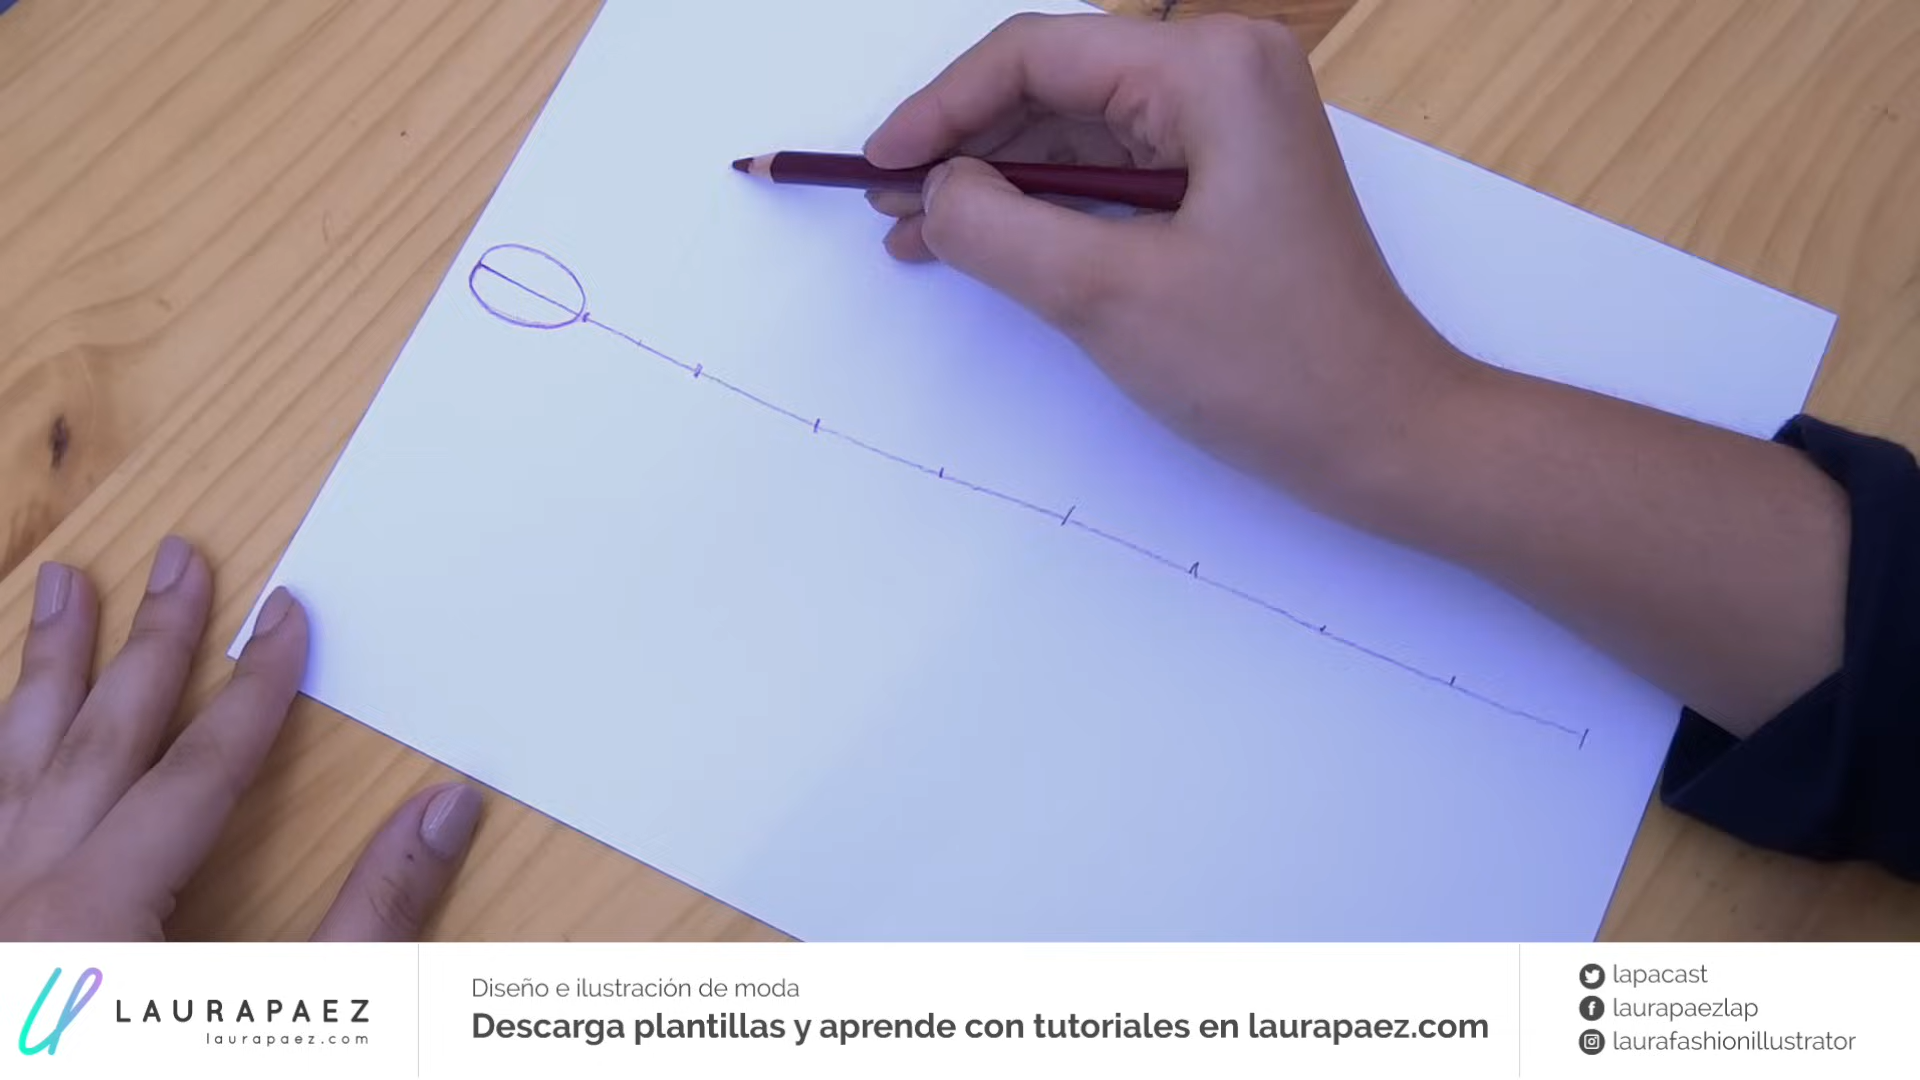 LAURAPAEZ
laurapaez.com
Diseño e ilustración de moda
Descarga plantillas y aprende con tutoriales en laurapaez.com
lapacast
laurapaezlap
laurafashionillustrator